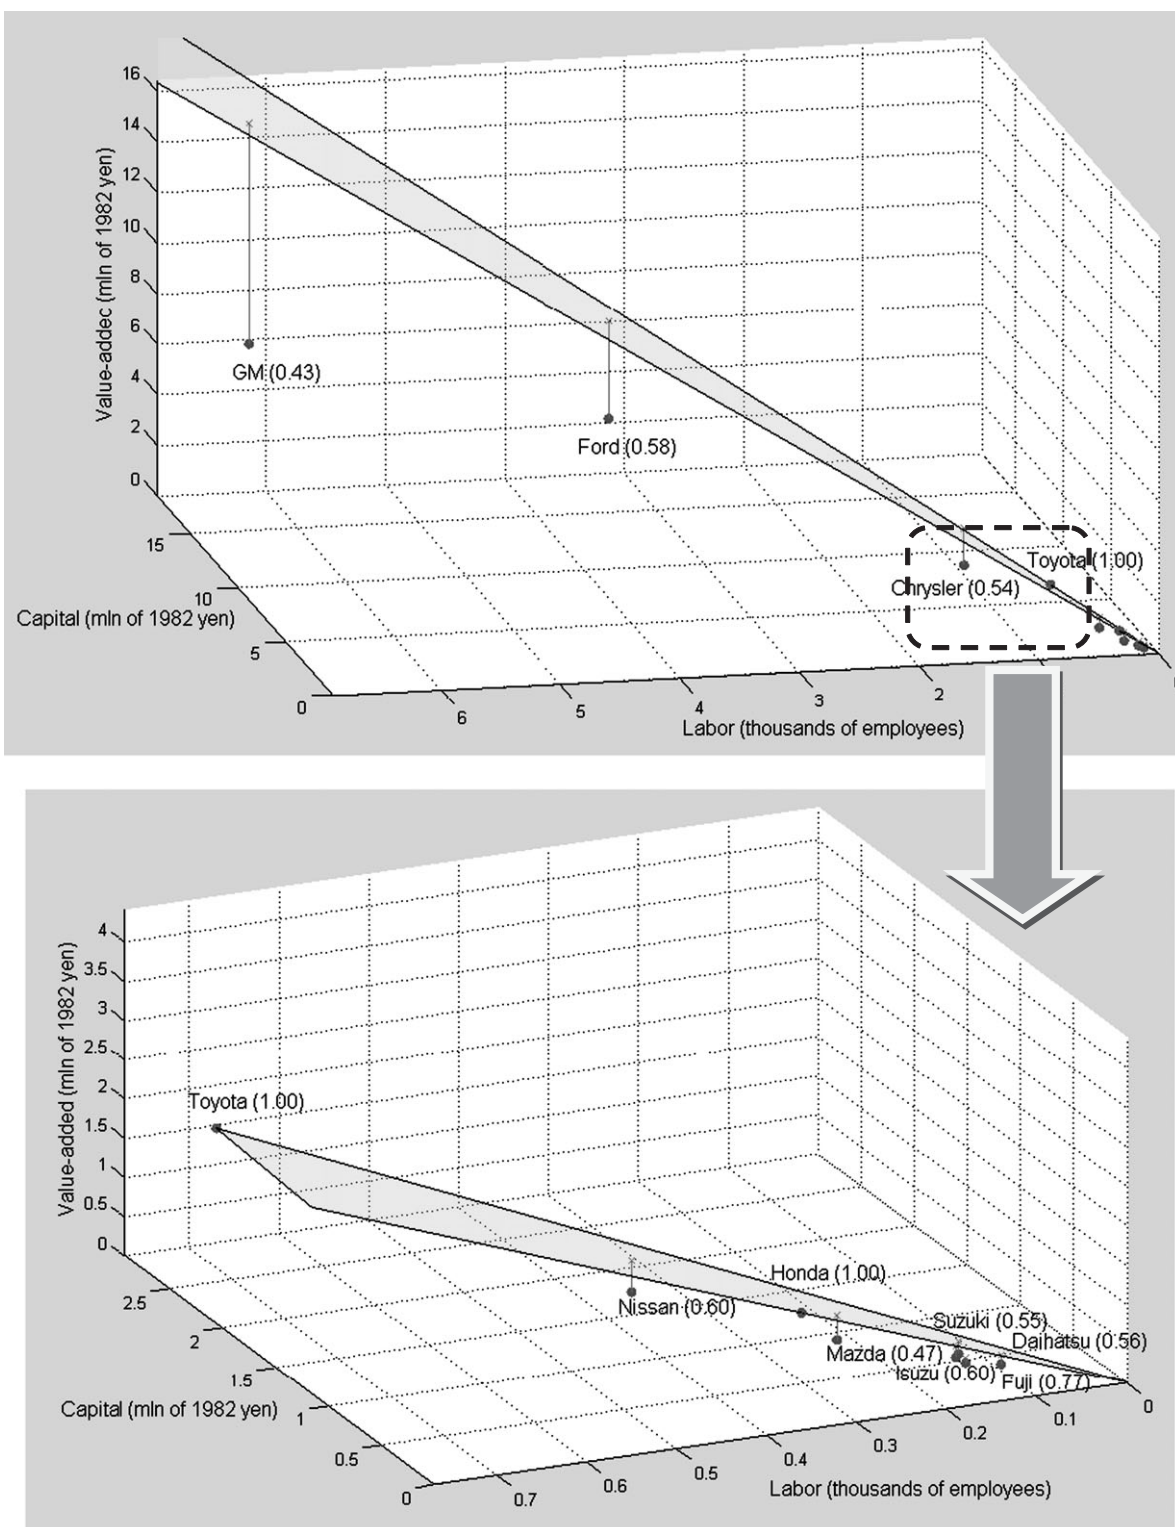 16
14
12
10
8
6
4
2
0
Value-addec (mln of 1982 yen)
GM (0.43)
Ford (0.58)
Chrysler (0.54)
Toyota (1.00)
15
10
5
0
Capital (mln of 1982 yen)
6
5
4
3
2
Labor (thousands of employees)
4
3.5
3
2.5
2
1.5
1
0.5
0
Value-added (mln of 1982 yen)
Toyota (1.00)
Honda (1.00)
Nissan (0.60)
Suzuki (0.55)
Daihatsu (0.56)
Mazda (0.47)
Isuzu (0.60)
Fuji (0.77)
2.5
2
1.5
1
0.5
0
Capital (mln of 1982 yen)
0.7
0.6
0.5
0.4
0.3
0.2
0.1
0
Labor (thousands of employees)